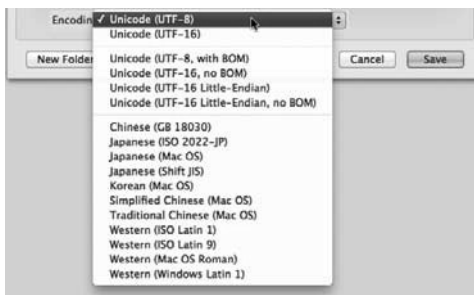 Encodin ✓ Unicode (UTF-8)
Unicode (UTF-16)
New Folder
Unicode (UTF-8, with BOM)
Cancel
Save
Unicode (UTF-16, no BOM)
Unicode (UTF-16 Little-Endian)
Unicode (UTF-16 Little-Endian, no BOM)
Chinese (GB 18030)
Japanese (ISO 2022-JP)
Japanese (Mac OS)
Japanese (Shift JIS)
Korean (Mac OS)
Simplified Chinese (Mac OS)
Traditional Chinese (Mac OS)
Western (ISO Latin 1)
Western (ISO Latin 9)
Western (Mac OS Roman)
Western (Windows Latin 1)